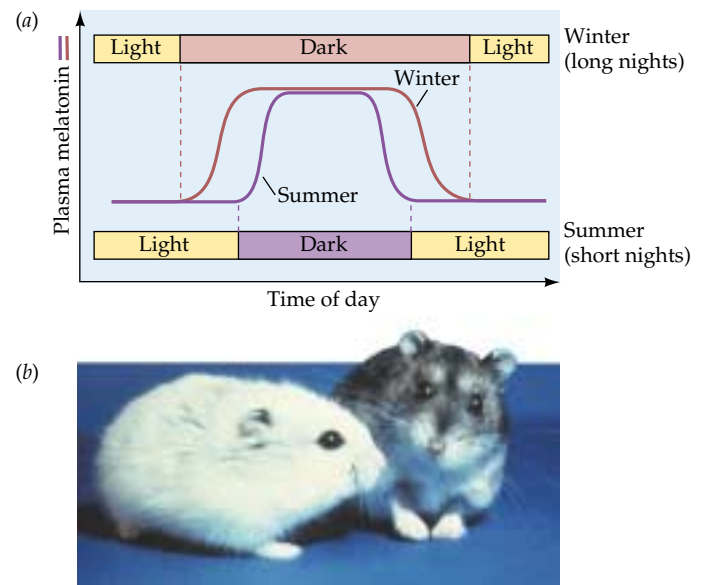 (a)
Plasma melatonin
Light Dark Light
Winter
(long nights)
Winter
Summer
Light Dark Light
Summer
(short nights)
Time of day
(b)